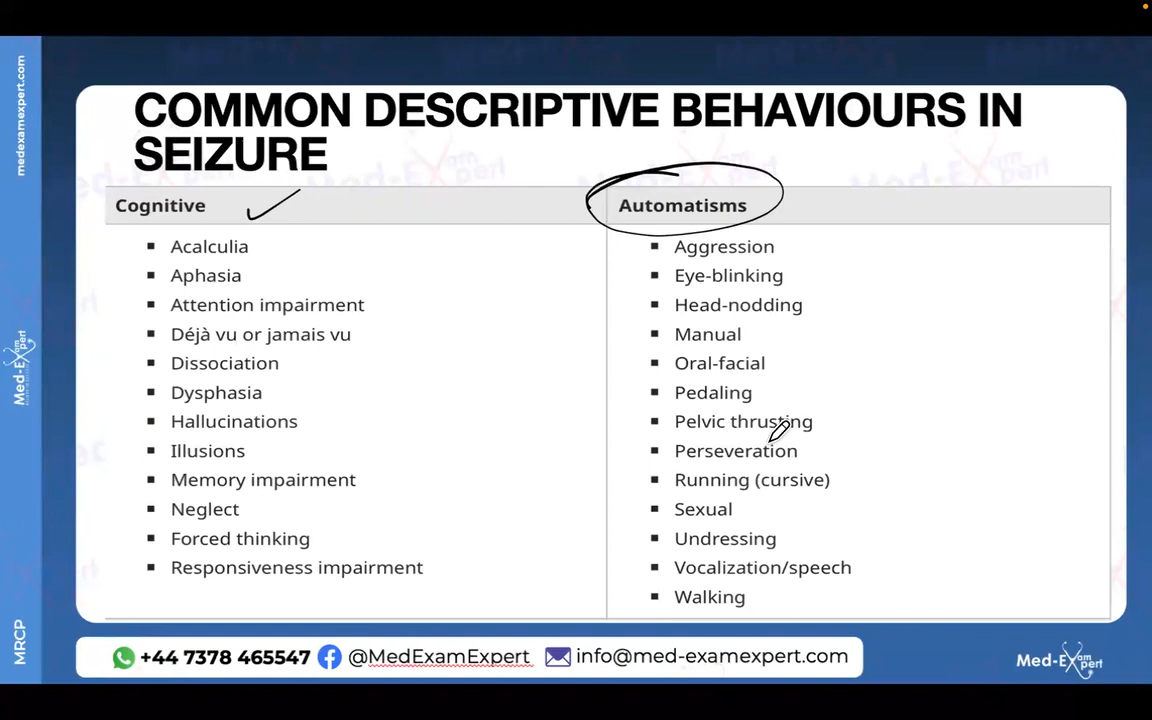 medexamexpert.com
COMMON DESCRIPTIVE BEHAVIOURS IN
SEIZURE
Cognitive
Acalculia
Aphasia
Attention impairment
Déjà vu or jamais vu
Dissociation
Dysphasia
Hallucinations
Illusions
Memory impairment
Neglect
Forced thinking
Responsiveness impairment
Automatisms
Aggression
Eye-blinking
Head-nodding
Manual
Oral-facial
Pedaling
Pelvic thrusting
Perseveration
Running (cursive)
Sexual
Undressing
Vocalization/speech
Walking
Med-Exam Expert
MRCP
+44 7378 465547 @MedExamExpert info@med-examexpert.com
Med-Exam Expert